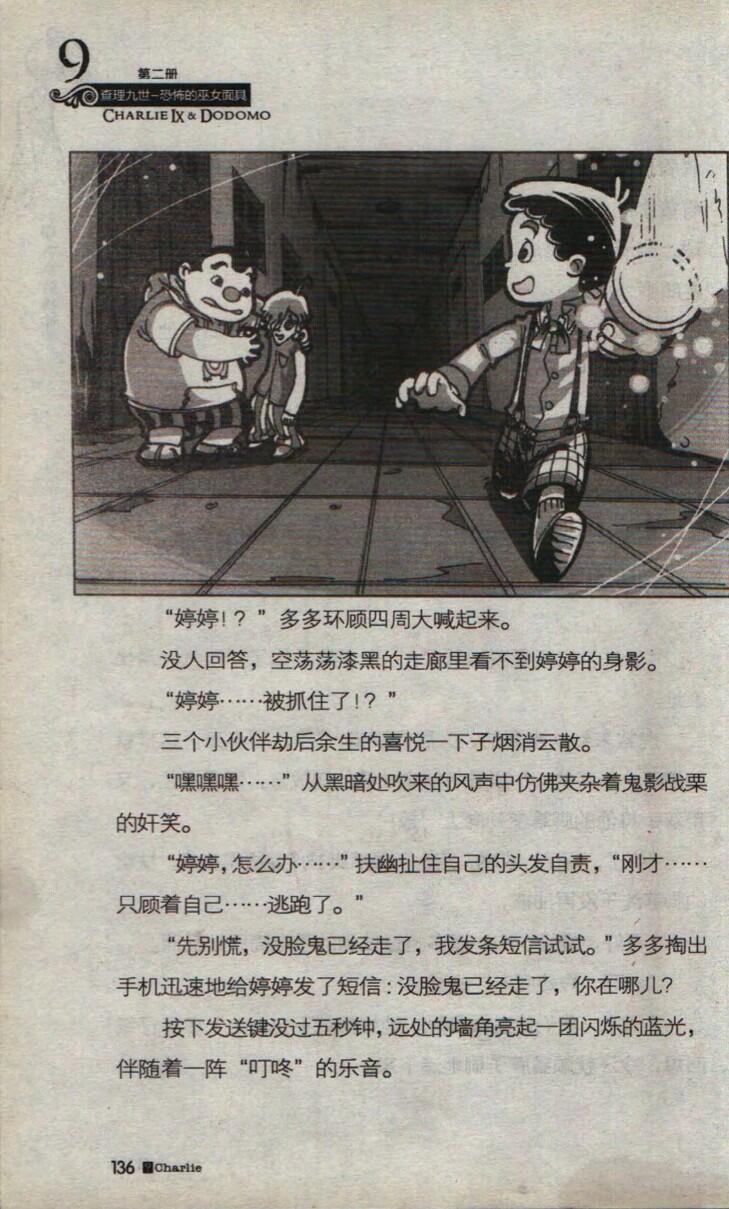 9
第二册
查理九世-恐怖的巫女面具
CHARLIE IX & DODOMO
“婷婷！？”多多环顾四周大喊起来。
没人回答，空荡荡漆黑的走廊里看不到婷婷的身影。
“婷婷……被抓住了！？”
三个小伙伴劫后余生的喜悦一下子烟消云散。
“嘿嘿嘿……”从黑暗处吹来的风声中仿佛夹杂着鬼影战栗
的奸笑。
“婷婷，怎么办……”扶幽扯住自己的头发自责，“刚才……
只顾着自己……逃跑了。”
“先别慌，没脸鬼已经走了，我发条短信试试。”多多掏出
手机迅速地给婷婷发了短信：没脸鬼已经走了，你在哪儿？
按下发送键没过五秒钟，远处的墙角亮起一团闪烁的蓝光，
伴随着一阵“叮咚”的乐音。
136 Charlie